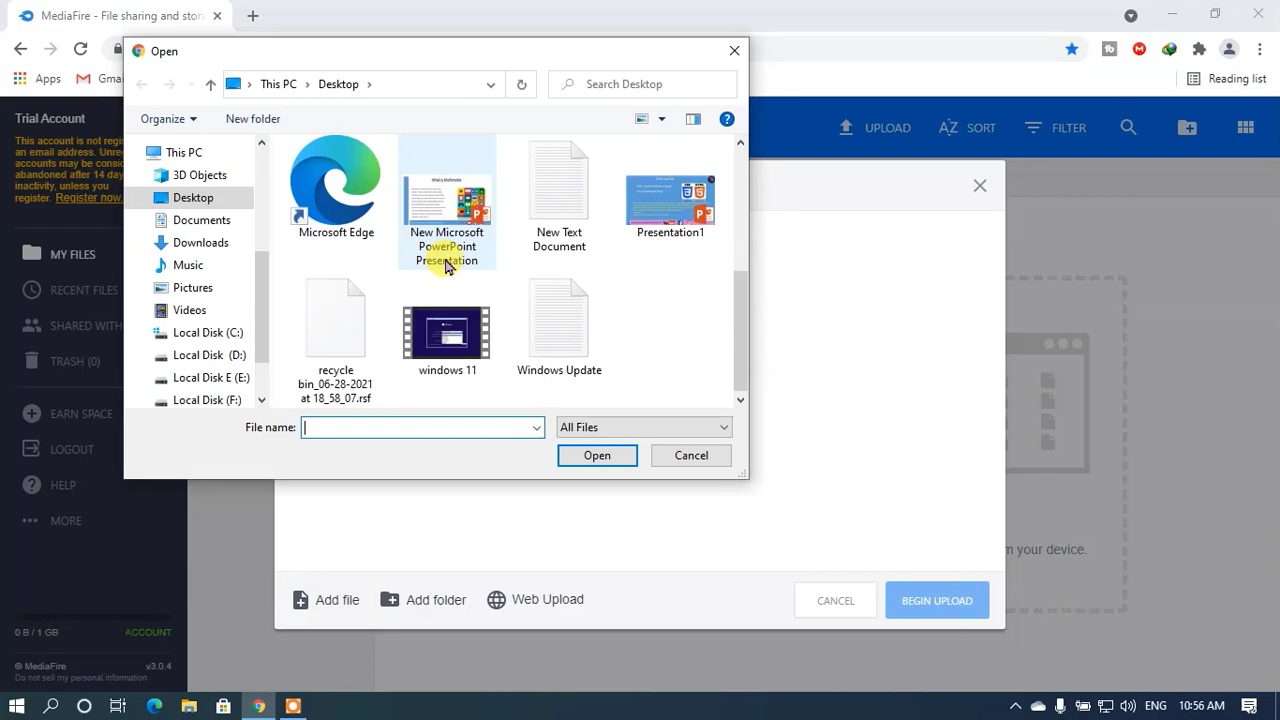 MediaFire - File sharing and stora
Apps
Gma
Reading list
Open
This PC
Desktop
Search Desktop
Organize
New folder
This PC
3D Objects
Desktop
Documents
Downloads
Music
Pictures
Videos
Local Disk (C:)
Local Disk (D:)
Local Disk E (E:)
Local Disk (F:)
Microsoft Edge
New Microsoft
PowerPoint
Presentation
New Text
Document
Presentation1
recycle
bin_06-28-2021
at 18_58_07.rsf
windows 11
Windows Update
File name:
All Files
Open
Cancel
Trial Account
This account is not regi
an email address. Unre
accounts may be consi
abandoned after 14 day
inactivity, unless you
register. Register now.
MY FILES
RECENT FILES
SHARED WITH
TRASH (0)
EARN SPACE
LOGOUT
HELP
MORE
0 B / 1 GB
ACCOUNT
© MediaFire
v3.0.4
Do not sell my personal information
UPLOAD
SORT
FILTER
m your device.
Add file
Add folder
Web Upload
CANCEL
BEGIN UPLOAD
ENG
10:56 AM